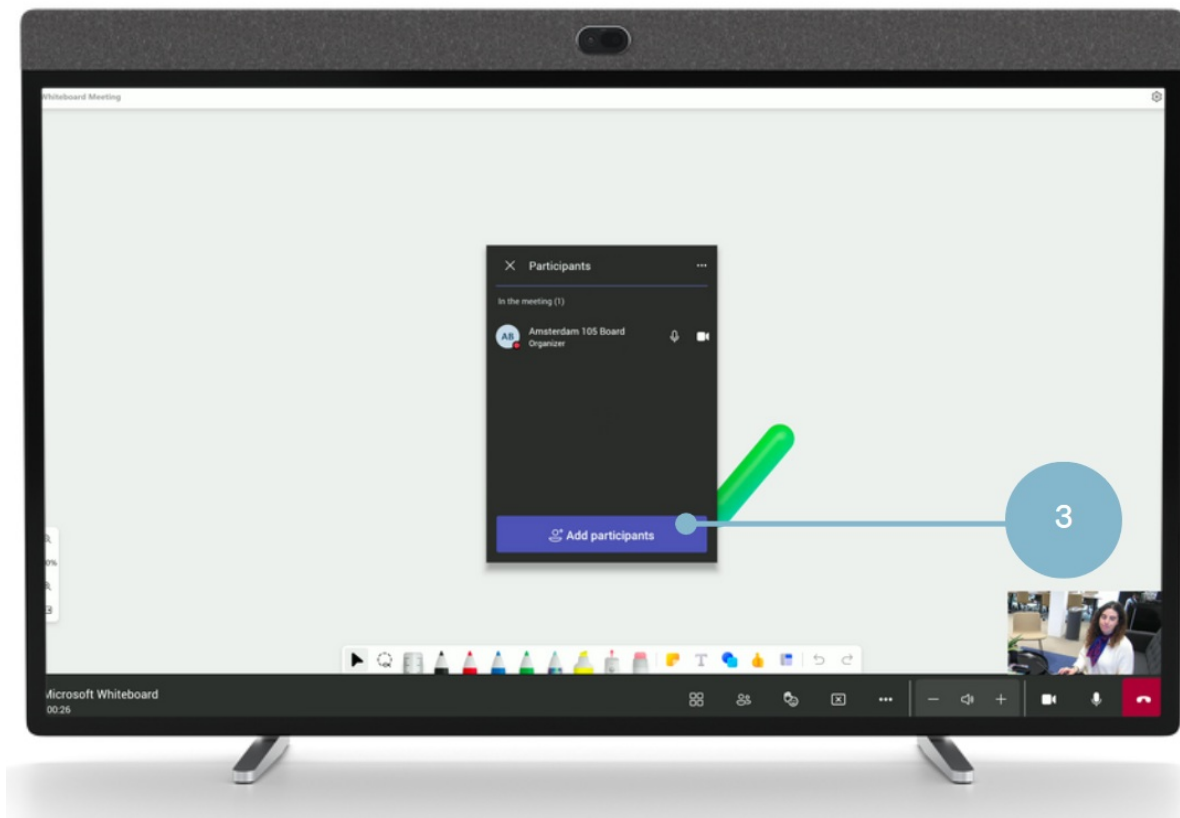 Whiteboard Meeting
Participants
In the meeting (1)
AB
Amsterdam 105 Board
Organizer
Add participants
3
T
Microsoft Whiteboard
00:26